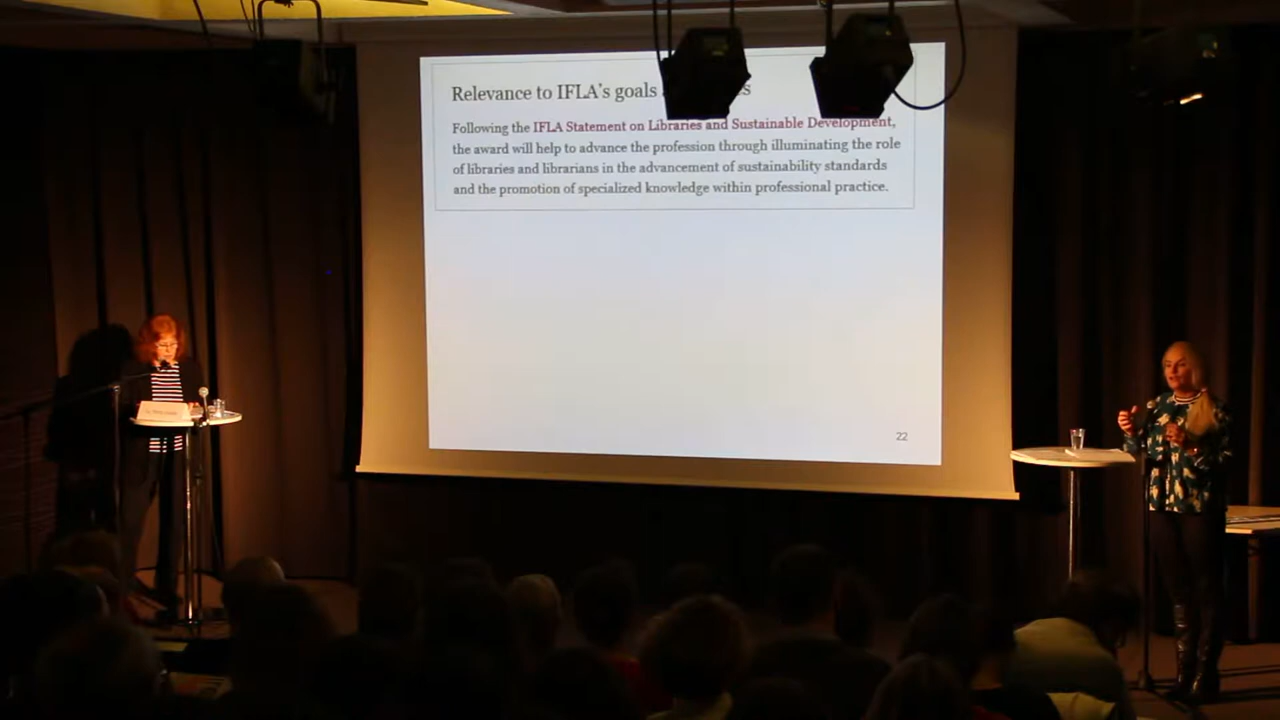 Relevance to IFLA's goals
Following the IFLA Statement on Libraries and Sustainable Development,
the award will help to advance the profession through illuminating the role
of libraries and librarians in the advancement of sustainability standards
and the promotion of specialized knowledge within professional practice.
22